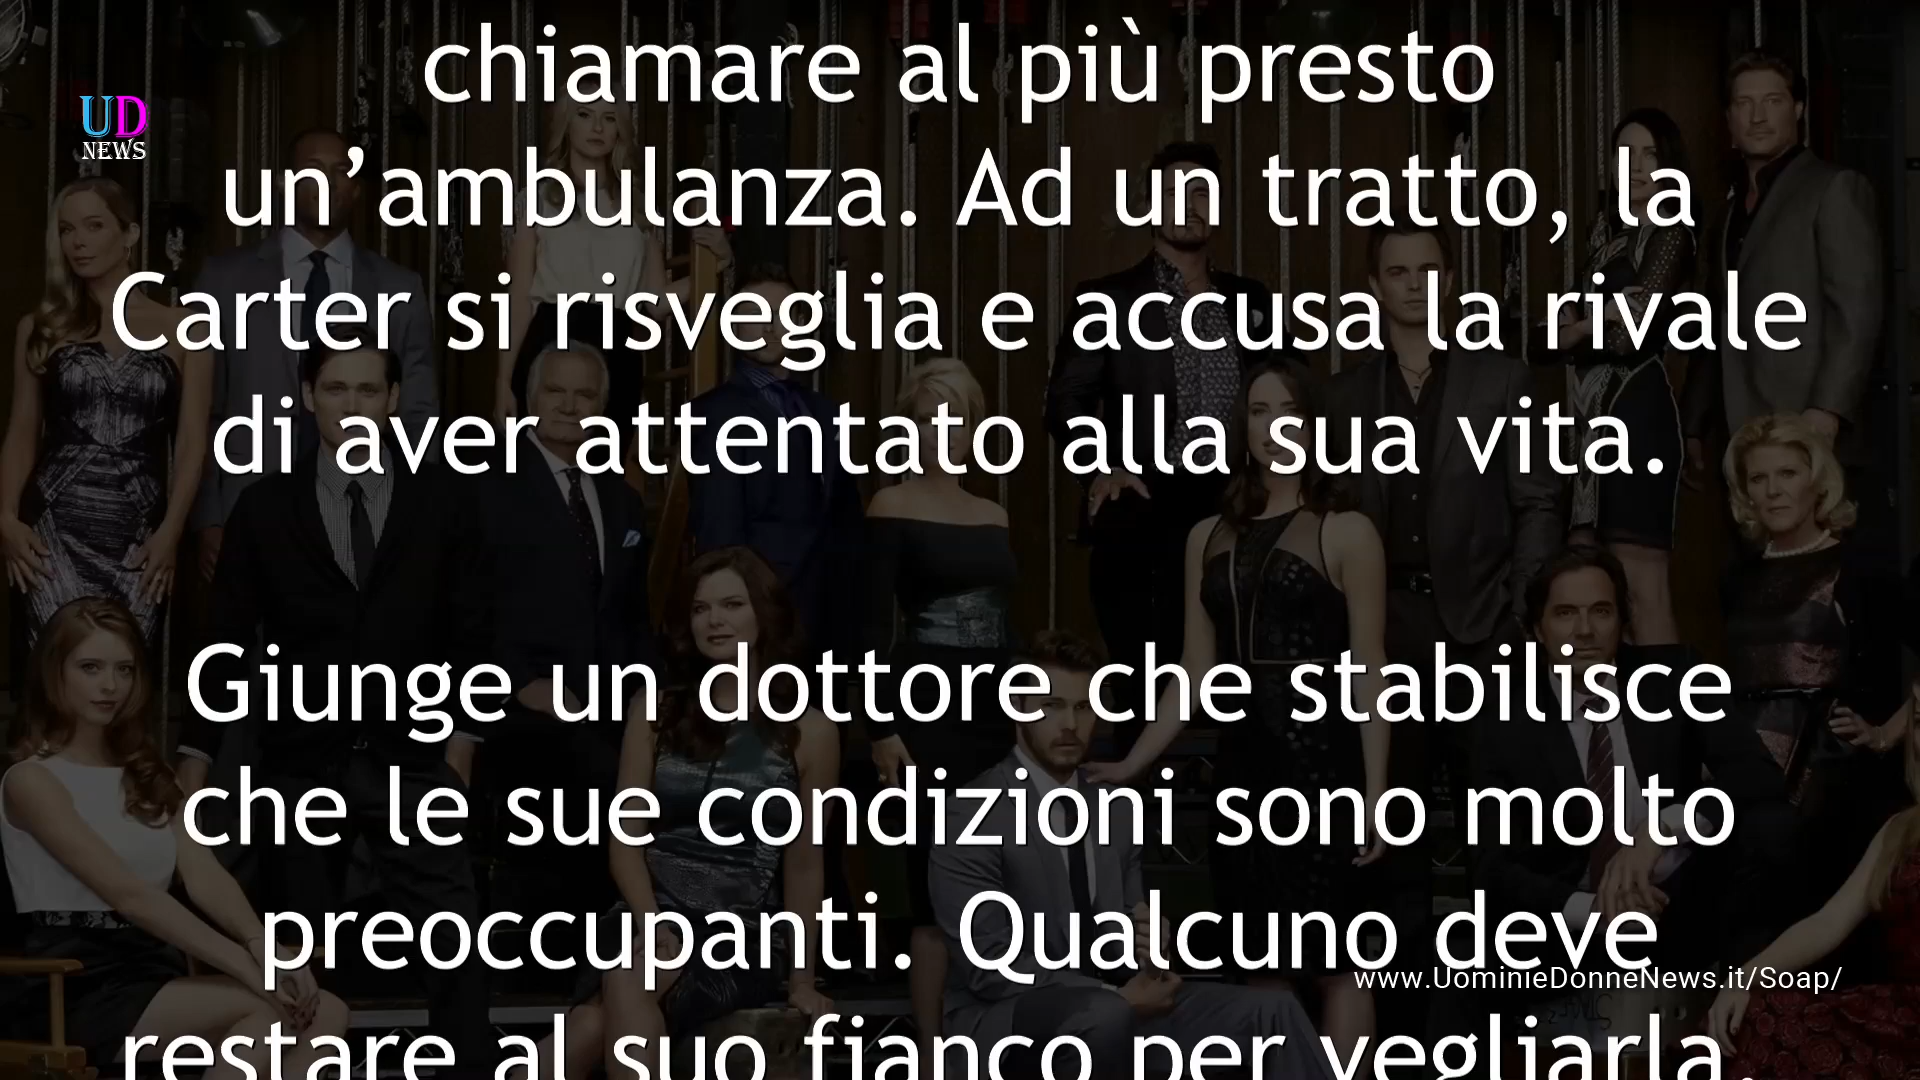 chiamare al più presto
UD
NEWS
un’ambulanza. Ad un tratto, la
Carter si risveglia e accusa la rivale
di aver attentato alla sua vita.
Giunge un dottore che stabilisce
che le sue condizioni sono molto
preoccupanti. Qualcuno deve
www.UominieDonneNews.it/Soap/
restare al suo fianco per vegliarla.